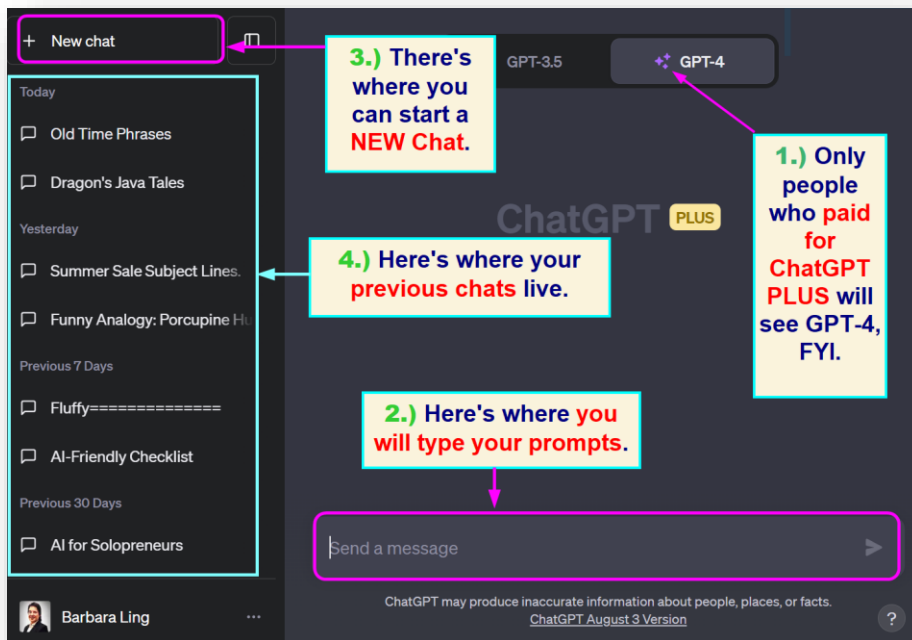 + New chat
Today
Old Time Phrases
Dragon's Java Tales
Yesterday
Summer Sale Subject Lines.
Funny Analogy: Porcupine Hu
Previous 7 Days
Fluffy==============
AI-Friendly Checklist
Previous 30 Days
AI for Solopreneurs
Barbara Ling
...
3.) There's
where you
can start a
NEW Chat.
GPT-3.5
GPT-4
1.) Only
people
who paid
for
ChatGPT
PLUS will
see GPT-4,
FYI.
ChatGPT PLUS
4.) Here's where your
previous chats live.
2.) Here's where you
will type your prompts.
Send a message
ChatGPT may produce inaccurate information about people, places, or facts.
ChatGPT August 3 Version
?